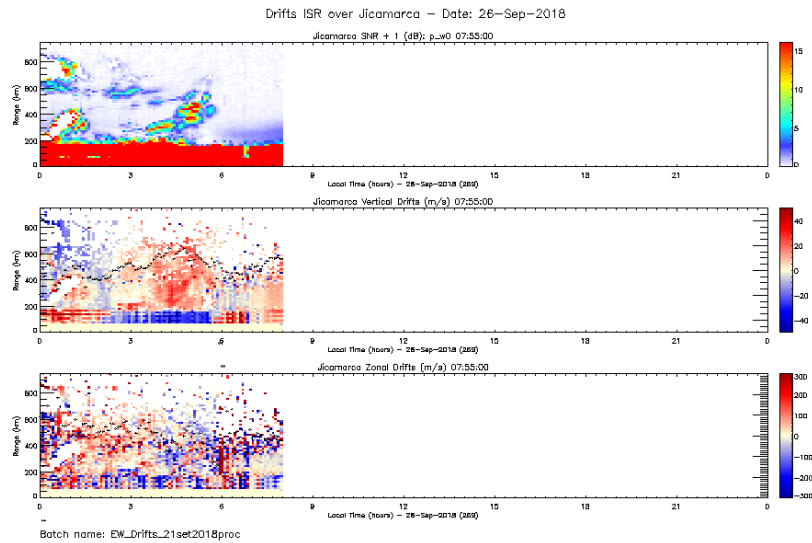 Drifts ISR over Jicamarca - Date: 26-Sep-2018
Jicamarca SNR + 1 (dB): p_w0 07:55:00
Range (km)
800
600
400
200
0
0 3 6 9 12 15 18 21 0
Local Time (hours) - 26-Sep-2018 (269)
15
10
5
0
Jicamarca Vertical Drifts (m/s) 07:55:00
Range (km)
800
600
400
200
0
0 3 6 9 12 15 18 21 0
Local Time (hours) - 26-Sep-2018 (269)
40
20
0
-20
-40
Jicamarca Zonal Drifts (m/s) 07:55:00
Range (km)
800
600
400
200
0
0 3 6 9 12 15 18 21 0
Local Time (hours) - 26-Sep-2018 (269)
300
200
100
0
-100
-200
-300
Batch name: EW_Drifts_21set2018proc